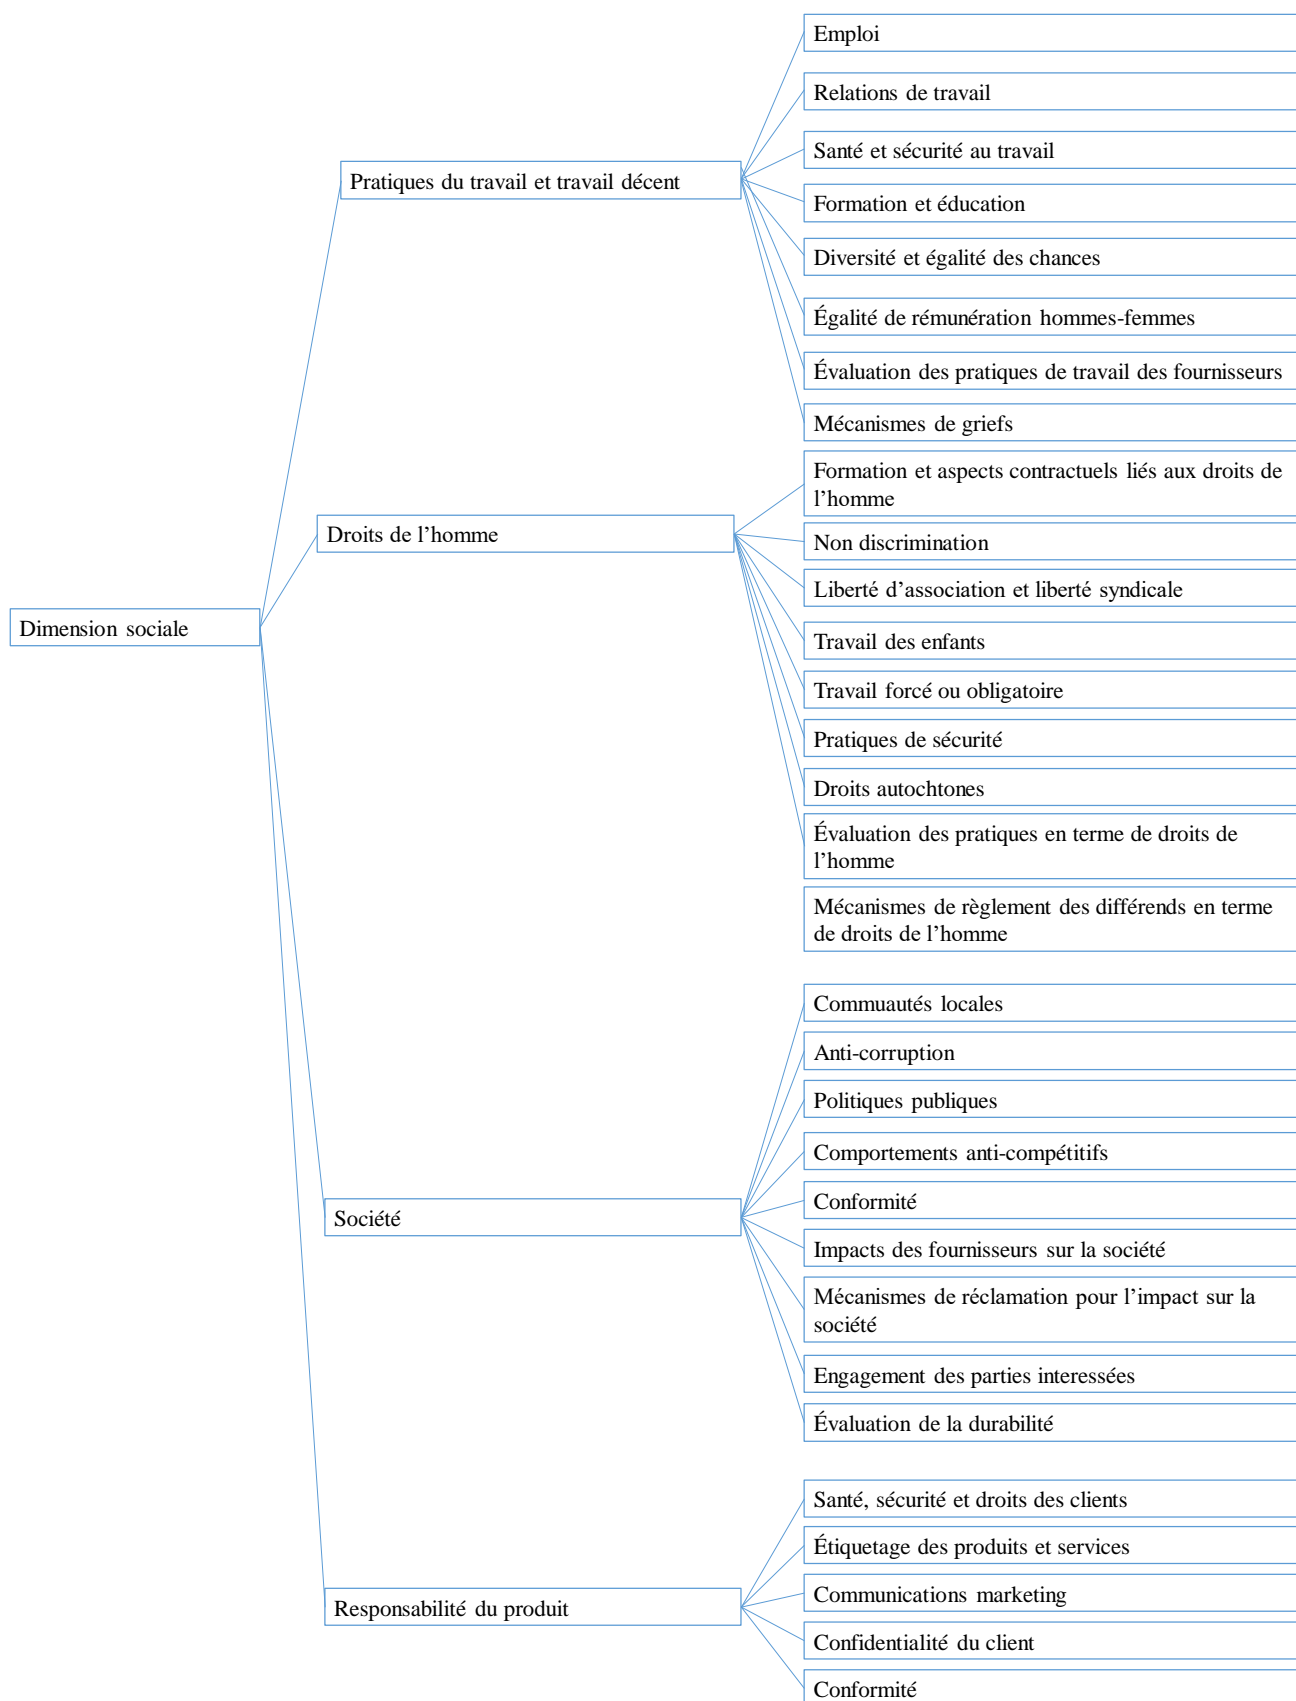 Dimension sociale
Pratiques du travail et travail décent
Emploi
Relations de travail
Santé et sécurité au travail
Formation et éducation
Diversité et égalité des chances
Égalité de rémunération hommes-femmes
Évaluation des pratiques de travail des fournisseurs
Mécanismes de griefs
Droits de l’homme
Formation et aspects contractuels liés aux droits de
l’homme
Non discrimination
Liberté d’association et liberté syndicale
Travail des enfants
Travail forcé ou obligatoire
Pratiques de sécurité
Droits autochtones
Évaluation des pratiques en terme de droits de
l’homme
Mécanismes de règlement des différends en terme
de droits de l’homme
Société
Commuautés locales
Anti-corruption
Politiques publiques
Comportements anti-compétitifs
Conformité
Impacts des fournisseurs sur la société
Mécanismes de réclamation pour l’impact sur la
société
Engagement des parties interessées
Évaluation de la durabilité
Responsabilité du produit
Santé, sécurité et droits des clients
Étiquetage des produits et services
Communications marketing
Confidentialité du client
Conformité